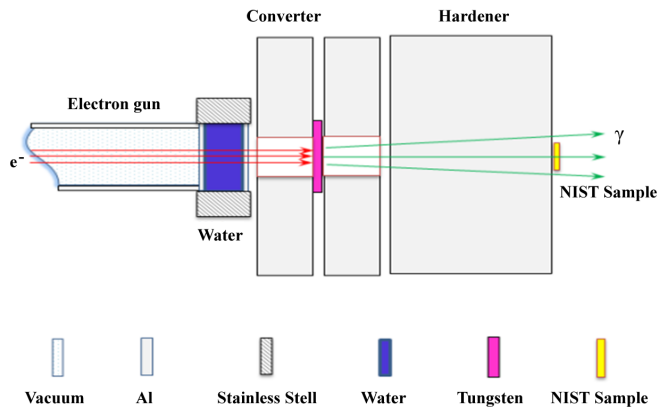 Converter
Hardener
Electron gun
e-
γ
NIST Sample
Water
Vacuum
Al
Stainless Stell
Water
Tungsten
NIST Sample